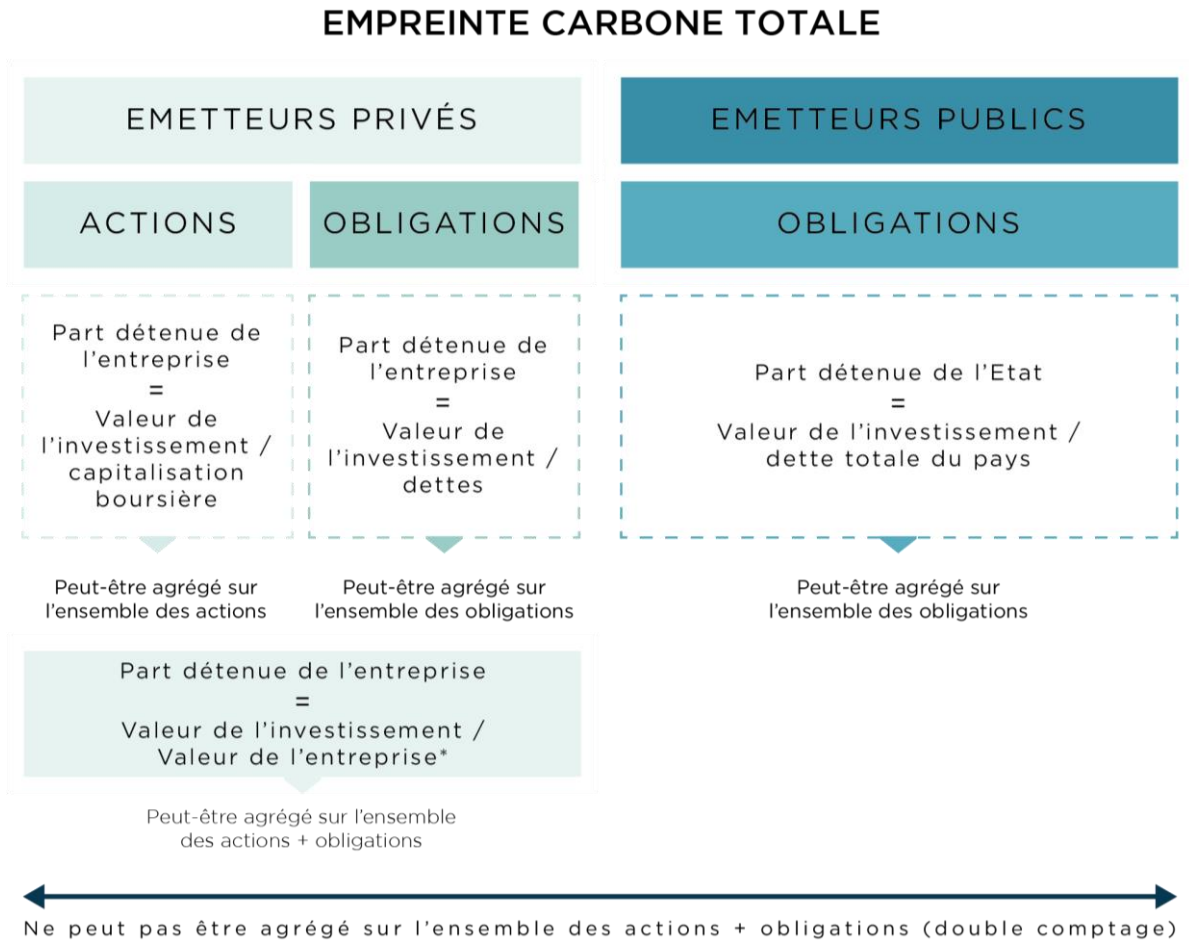 EMPREINTE CARBONE TOTALE
EMETTEURS PRIVÉS
EMETTEURS PUBLICS
ACTIONS
OBLIGATIONS
OBLIGATIONS
Part détenue de
l'entreprise
=
Valeur de
l'investissement /
capitalisation
boursière
Part détenue de
l'entreprise
=
Valeur de
l'investissement /
dettes
Part détenue de l'Etat
=
Valeur de l'investissement /
dette totale du pays
Peut-être agrégé sur
l'ensemble des actions
Peut-être agrégé sur
l'ensemble des obligations
Peut-être agrégé sur
l'ensemble des obligations
Part détenue de l'entreprise
=
Valeur de l'investissement /
Valeur de l'entreprise*
Peut-être agrégé sur l'ensemble
des actions + obligations
Ne peut pas être agrégé sur l'ensemble des actions + obligations (double comptage)